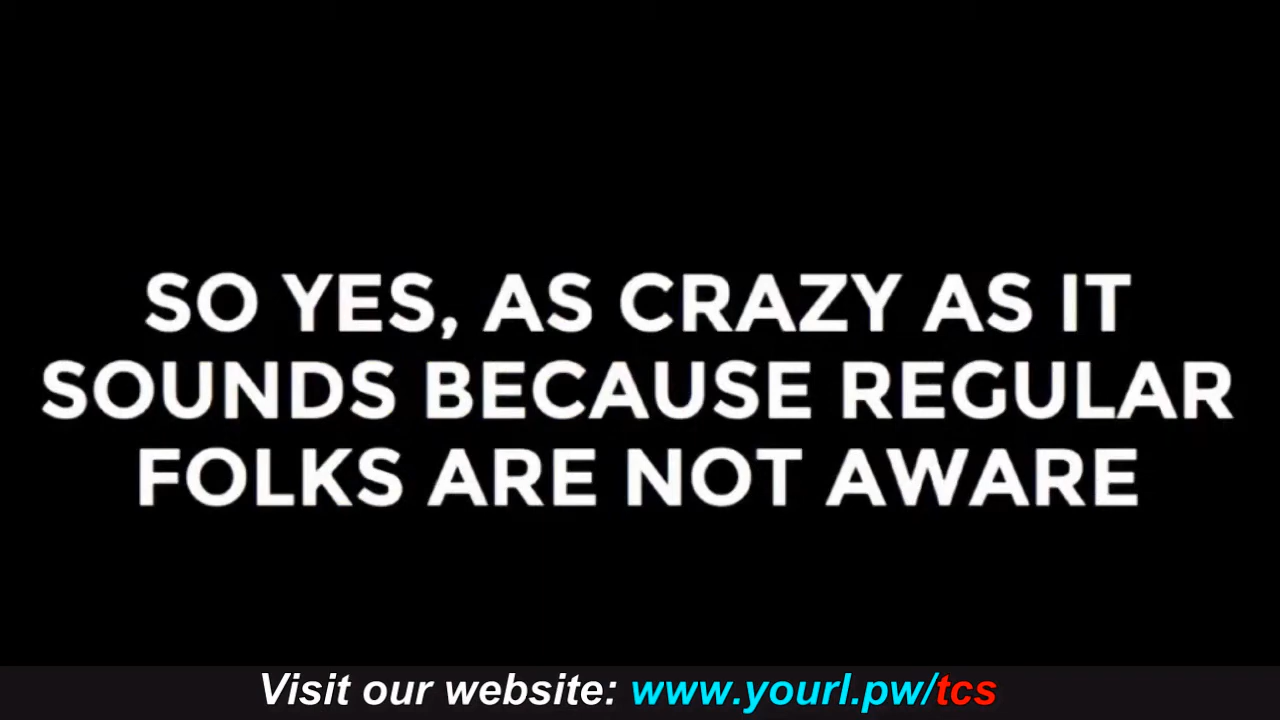 SO YES, AS CRAZY AS IT
SOUNDS BECAUSE REGULAR
FOLKS ARE NOT AWARE
Visit our website: www.yourl.pw/tcs